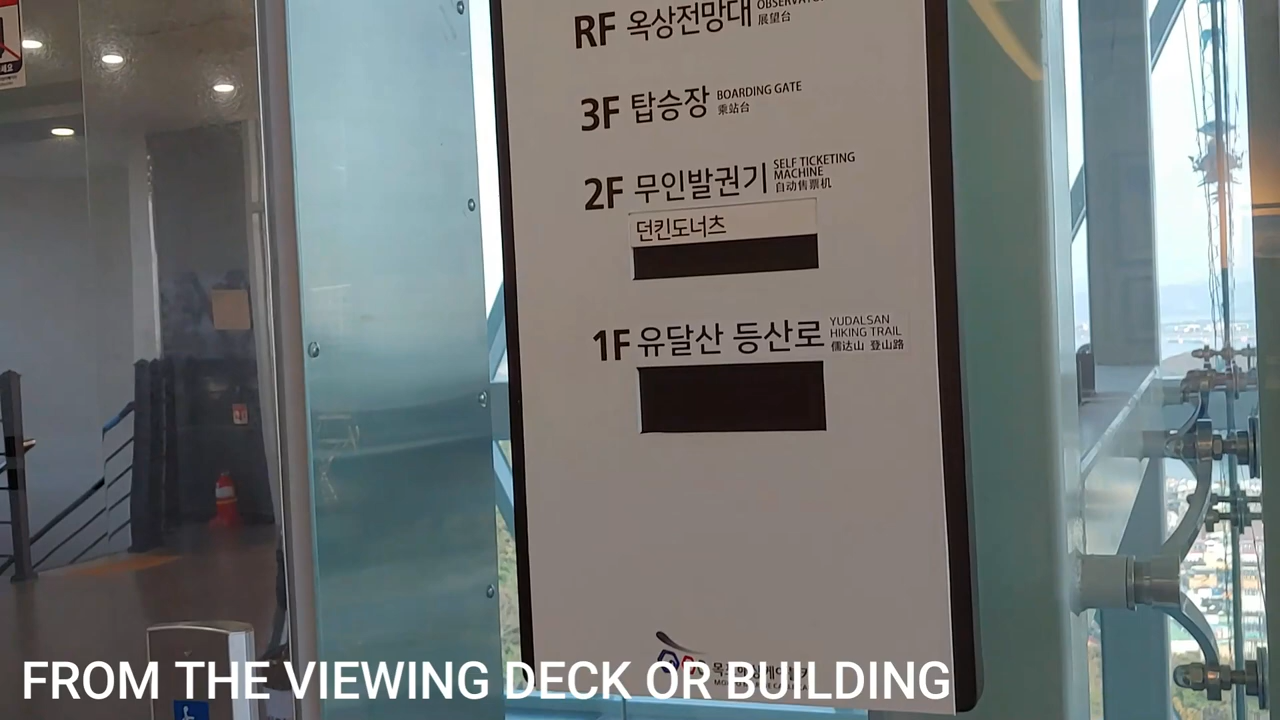 RF 옥상전망대
展望台
3F 탑승장 BOARDING GATE
乘站台
2F 무인발권기 SELF TICKETING
MACHINE
自动售票机
던킨도너츠
1F 유달산 등산로 YUDALSAN
HIKING TRAIL
儒达山 登山路
FROM THE VIEWING DECK OR BUILDING